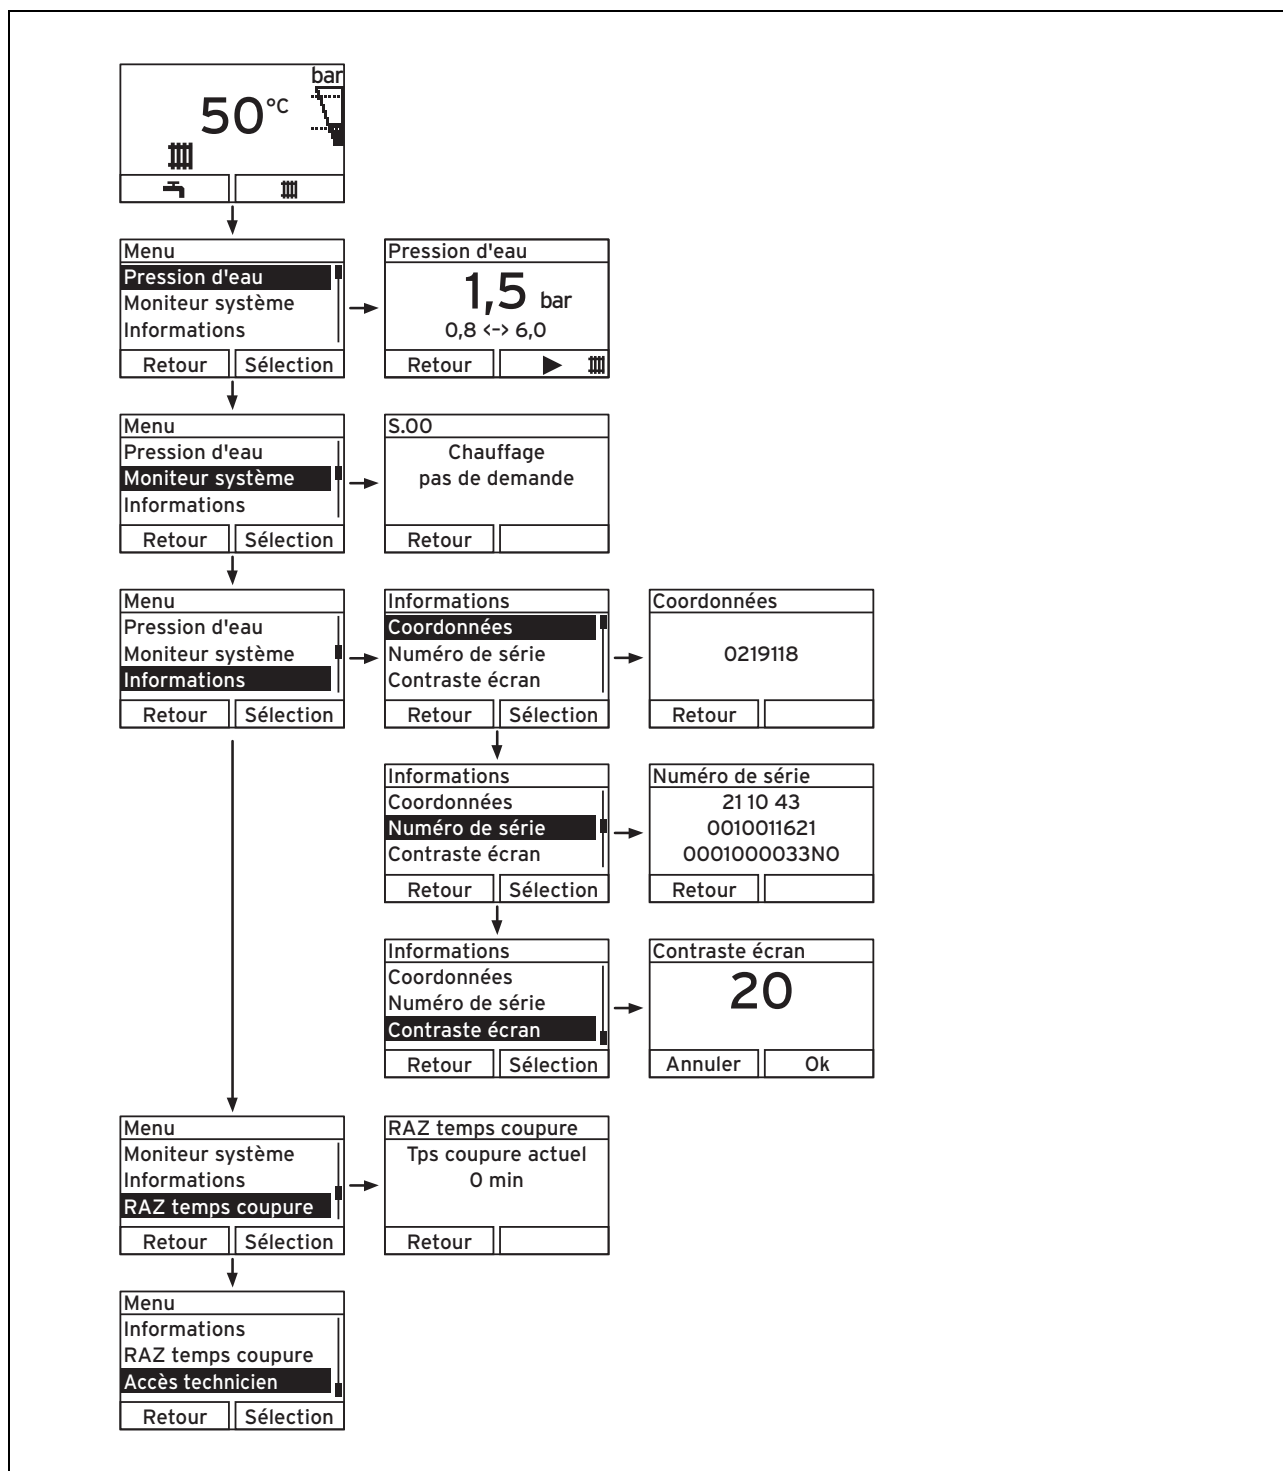 bar
50°C
Menu
Pression d'eau
Moniteur système
Informations
Retour
Sélection
Pression d'eau
1,5 bar
0,8 <-> 6,0
Retour
Menu
Pression d'eau
Moniteur système
Informations
Retour
Sélection
S.00
Chauffage
pas de demande
Retour
Menu
Pression d'eau
Moniteur système
Informations
Retour
Sélection
Informations
Coordonnées
Numéro de série
Contraste écran
Retour
Sélection
Coordonnées
0219118
Retour
Informations
Coordonnées
Numéro de série
Contraste écran
Retour
Sélection
Numéro de série
21 10 43
0010011621
0001000033N0
Retour
Informations
Coordonnées
Numéro de série
Contraste écran
Retour
Sélection
Contraste écran
20
Annuler
Ok
Menu
Moniteur système
Informations
RAZ temps coupure
Retour
Sélection
RAZ temps coupure
Tps coupure actuel
0 min
Retour
Menu
Informations
RAZ temps coupure
Accès technicien
Retour
Sélection